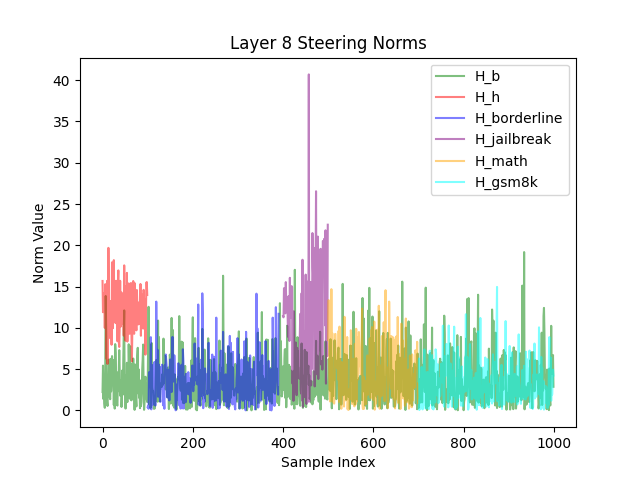 Layer 8 Steering Norms
Norm Value
40
35
30
25
20
15
10
5
0
H_b
H_h
H_borderline
H_jailbreak
H_math
H_gsm8k
0
200
400
600
800
1000
Sample Index